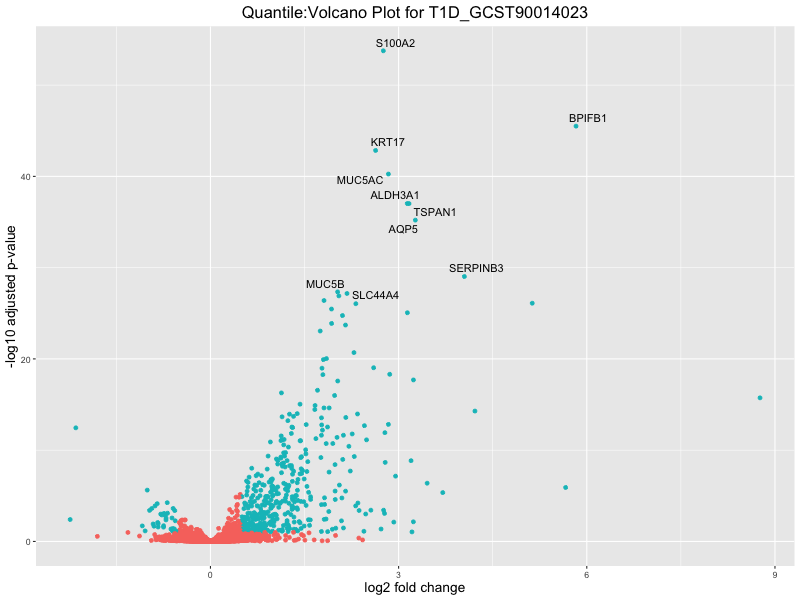 Quantile:Volcano Plot for T1D_GCST90014023
S100A2
BPIFB1
KRT17
MUC5AC
ALDH3A1
TSPAN1
AQP5
SERPINB3
MUC5B
SLC44A4
-log10 adjusted p-value
40
20
0
0 3 6 9
log2 fold change